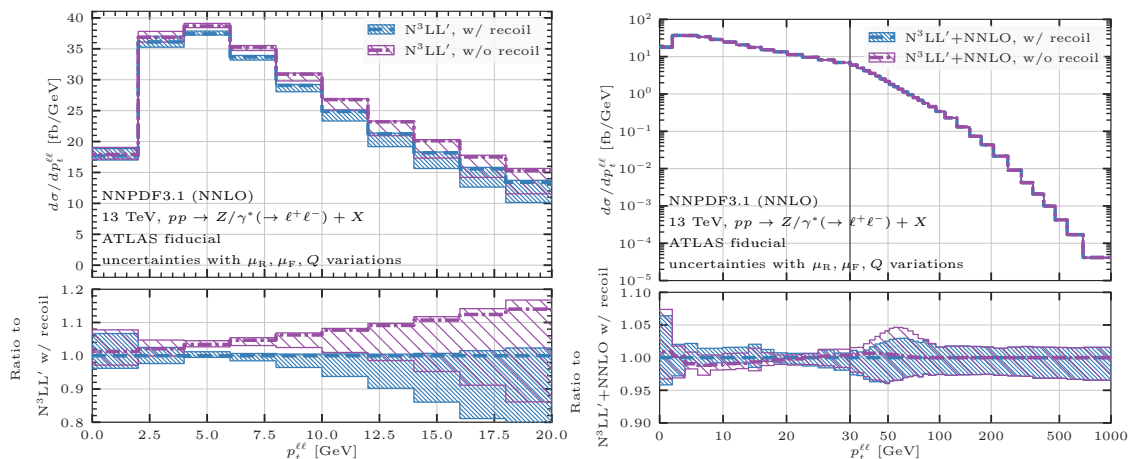 40
35
30
25
20
15
10
5
0
dσ/dp_t^{ℓℓ} [fb/GeV]
N³LL′, w/ recoil
N³LL′, w/o recoil
NNPDF3.1 (NNLO)
13 TeV, pp → Z/γ*(→ ℓ⁺ℓ⁻) + X
ATLAS fiducial
uncertainties with μ_R, μ_F, Q variations
Ratio to
N³LL′ w/ recoil
1.2
1.1
1.0
0.9
0.8
0.0 2.5 5.0 7.5 10.0 12.5 15.0 17.5 20.0
p_t^{ℓℓ} [GeV]
10²
10¹
10⁰
10⁻¹
10⁻²
10⁻³
10⁻⁴
10⁻⁵
dσ/dp_t^{ℓℓ} [fb/GeV]
N³LL′+NNLO, w/ recoil
N³LL′+NNLO, w/o recoil
NNPDF3.1 (NNLO)
13 TeV, pp → Z/γ*(→ ℓ⁺ℓ⁻) + X
ATLAS fiducial
uncertainties with μ_R, μ_F, Q variations
Ratio to
N³LL′+NNLO w/ recoil
1.10
1.05
1.00
0.95
0.90
0 10 20 30 50 100 200 500 1000
p_t^{ℓℓ} [GeV]